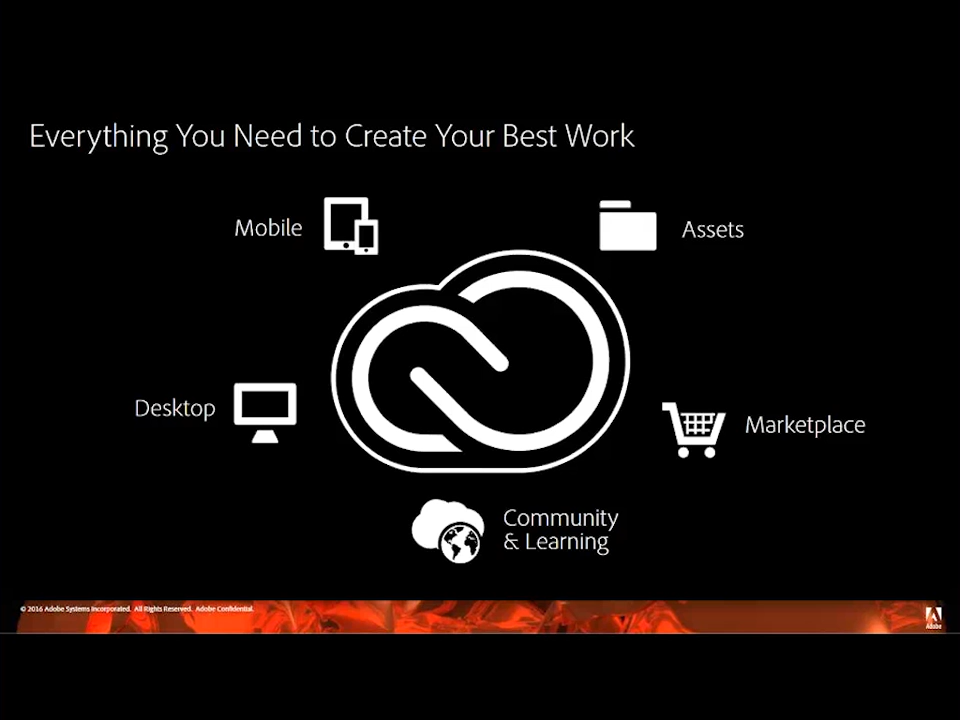 Everything You Need to Create Your Best Work
Mobile
Assets
Desktop
Marketplace
Community
& Learning
© 2016 Adobe Systems Incorporated. All Rights Reserved. Adobe Confidential.
Adobe